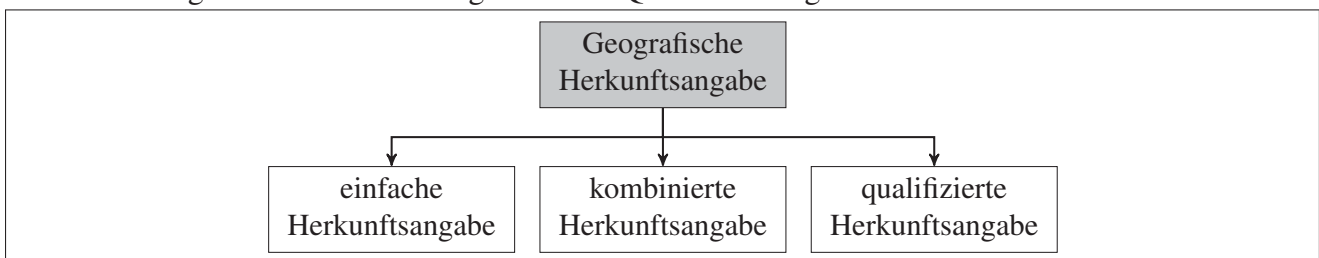 Geografische
Herkunftsangabe
einfache
Herkunftsangabe
kombinierte
Herkunftsangabe
qualifizierte
Herkunftsangabe